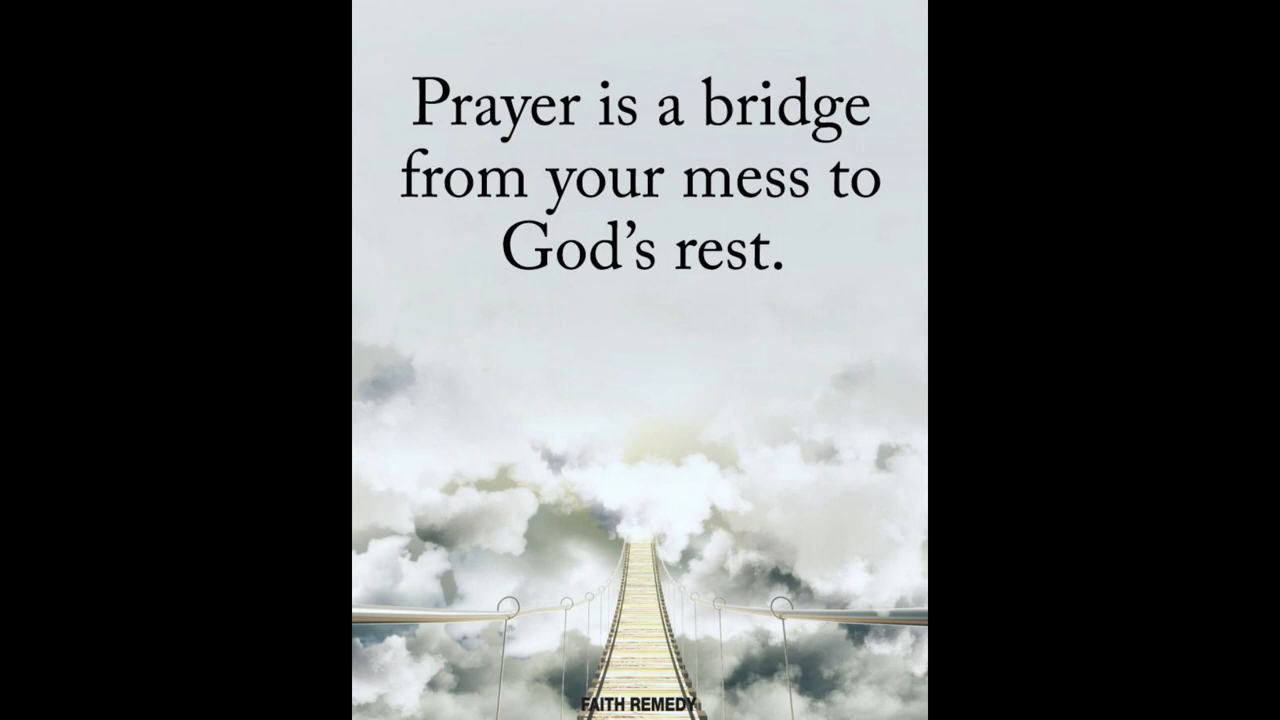 Prayer is a bridge
from your mess to
God’s rest.
FAITH REMEDY